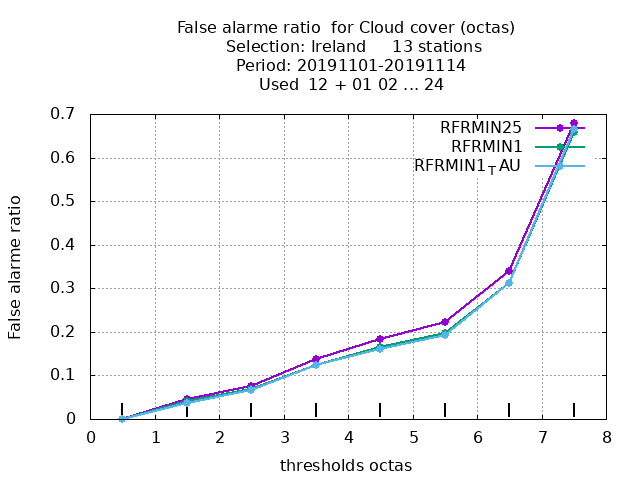 False alarme ratio  for Cloud cover (octas)
Selection: Ireland     13 stations
Period: 20191101-20191114
Used  12 + 01 02 ... 24
RFRMIN25
RFRMIN1
RFRMIN1TAU
False alarme ratio
0.7
0.6
0.5
0.4
0.3
0.2
0.1
0
0 1 2 3 4 5 6 7 8
thresholds octas